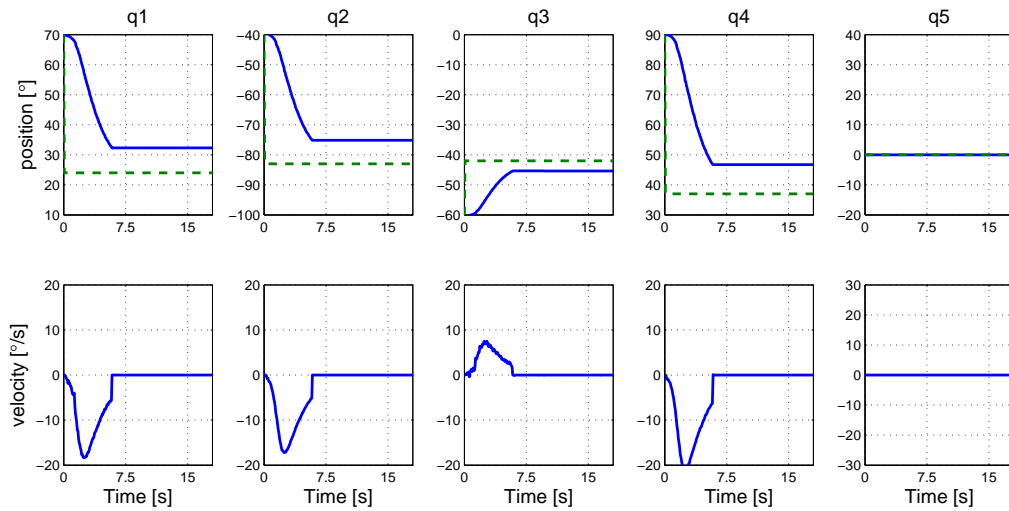 q1 q2 q3 q4 q5
position [°]
70 60 50 40 30 20 10
0 7.5 15
−40 −50 −60 −70 −80 −90 −100
0 7.5 15
0 −10 −20 −30 −40 −50 −60
0 7.5 15
90 80 70 60 50 40 30
0 7.5 15
40 30 20 10 0 −10 −20
0 7.5 15
velocity [°/s]
20 10 0 −10 −20
0 7.5 15
Time [s]
20 10 0 −10 −20
0 7.5 15
Time [s]
20 10 0 −10 −20
0 7.5 15
Time [s]
20 10 0 −10 −20
0 7.5 15
Time [s]
30 20 10 0 −10 −20 −30
0 7.5 15
Time [s]